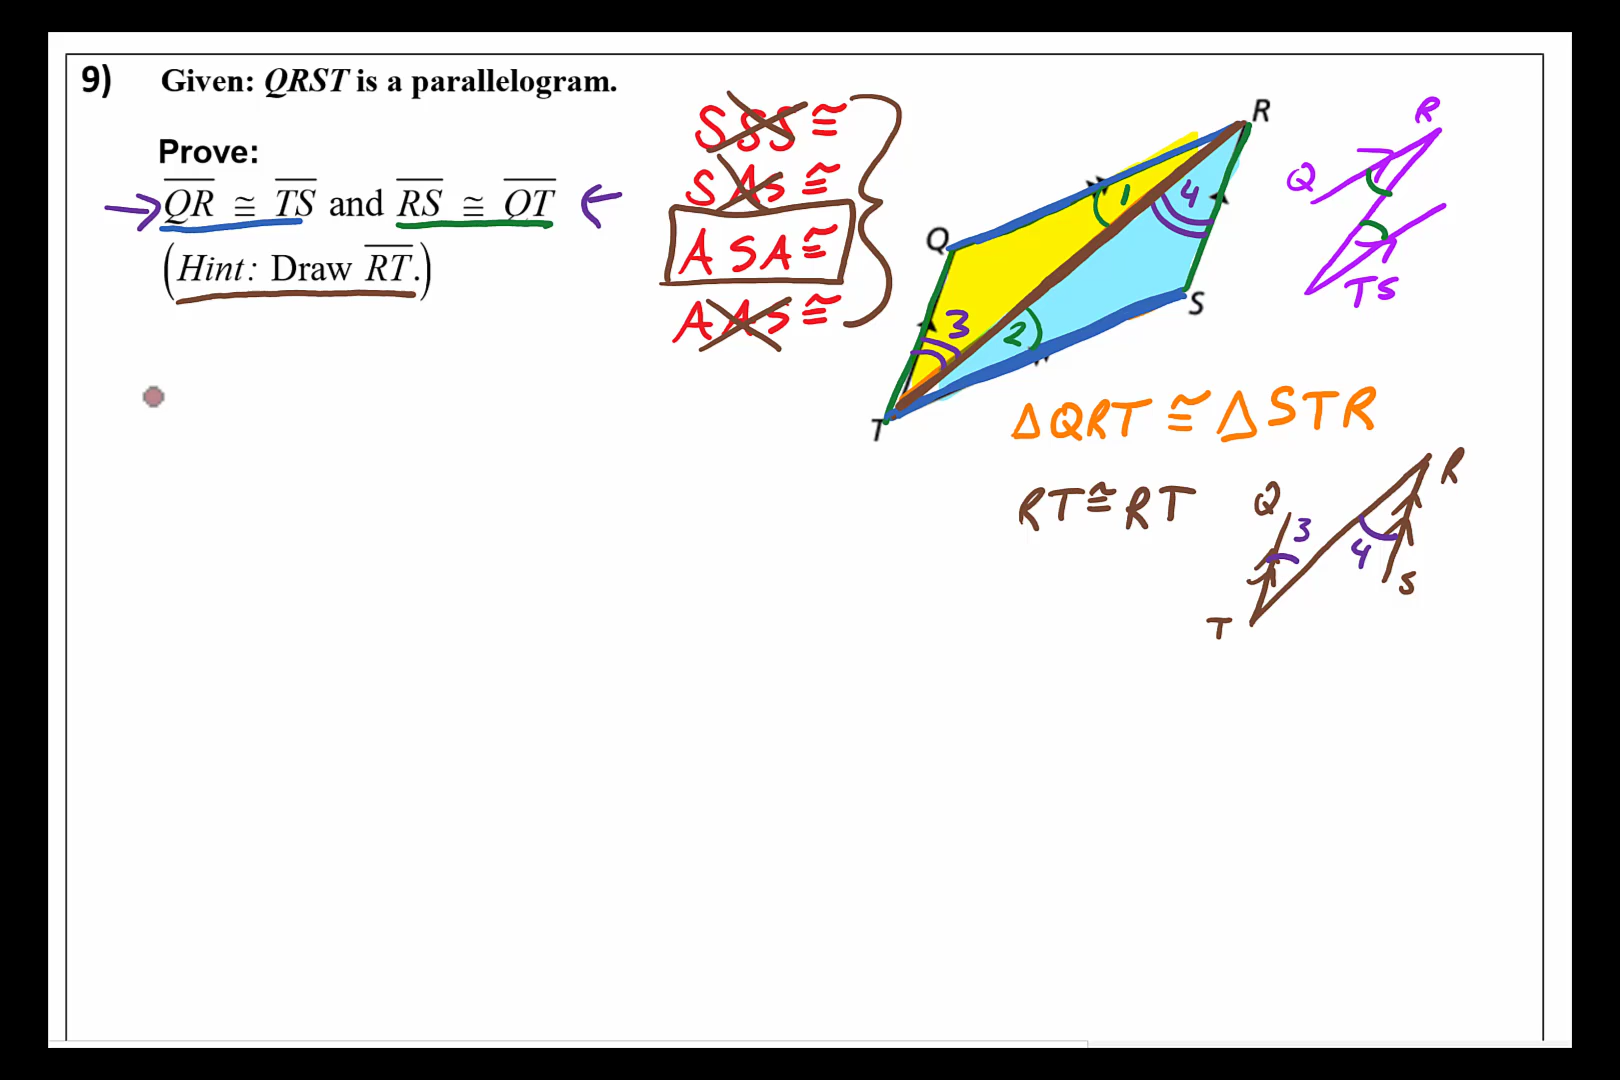 9) Given: QRST is a parallelogram.
Prove:
QR ≅ TS and RS ≅ QT
(Hint: Draw RT.)
SSS ≅
SAS ≅
ASA ≅
AAS ≅
R
Q
S
T
1
4
3
2
R
Q
TS
ΔQRT ≅ ΔSTR
RT ≅ RT
Q
R
3
4
S
T